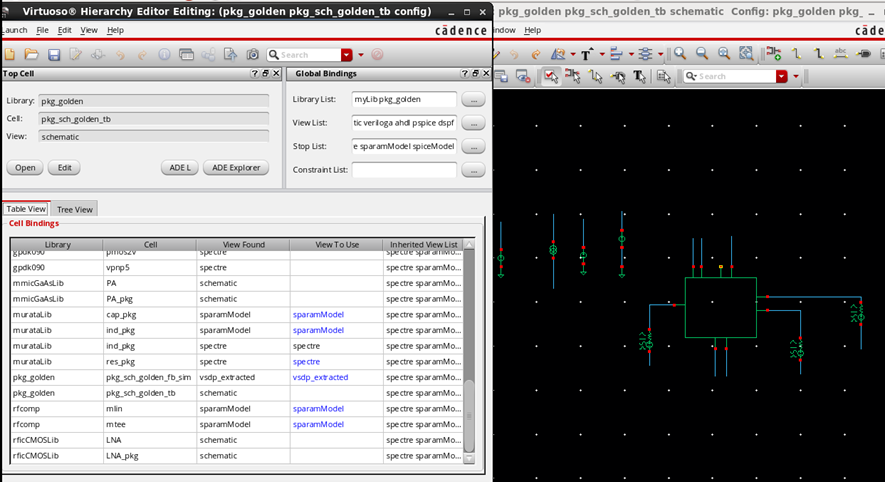 Virtuoso® Hierarchy Editor Editing: (pkg_golden pkg_sch_golden_tb config)
pkg_golden pkg_sch_golden_tb schematic Config: pkg_golden pkg_
Launch File Edit View Help
cādence
indow Help
Search
Search
Top Cell
Global Bindings
Library: pkg_golden
Cell: pkg_sch_golden_tb
View: schematic
Open Edit ADE L ADE Explorer
Library List: myLib pkg_golden ...
View List: tic veriloga ahdl pspice dspf ...
Stop List: e sparamModel spiceModel ...
Constraint List: ...
Table View Tree View
Cell Bindings
Library Cell View Found View To Use Inherited View List
gpdk090 pmos2v spectre spectre sparamMo...
gpdk090 vpnp5 spectre spectre sparamMo...
mmicGaAsLib PA schematic spectre sparamMo...
mmicGaAsLib PA_pkg schematic spectre sparamMo...
murataLib cap_pkg sparamModel sparamModel spectre sparamMo...
murataLib ind_pkg sparamModel sparamModel spectre sparamMo...
murataLib ind_pkg spectre spectre spectre sparamMo...
murataLib res_pkg spectre spectre spectre sparamMo...
pkg_golden pkg_sch_golden_fb_sim vsdp_extracted vsdp_extracted spectre sparamMo...
pkg_golden pkg_sch_golden_tb schematic spectre sparamMo...
rfcomp mlin sparamModel sparamModel spectre sparamMo...
rfcomp mtee sparamModel sparamModel spectre sparamMo...
rficCMOSLib LNA schematic spectre sparamMo...
rficCMOSLib LNA_pkg schematic spectre sparamMo...